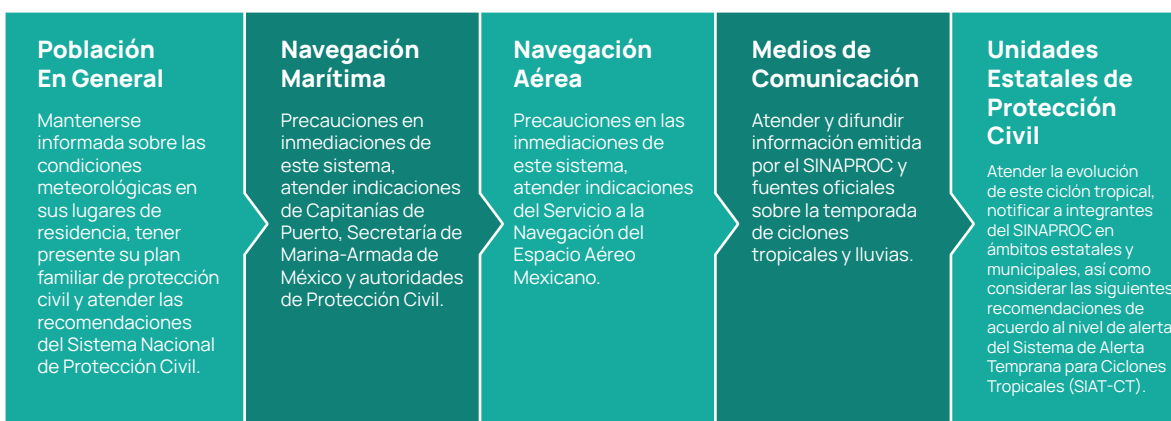 Población
En General
Mantenerse
informada sobre las
condiciones
meteorológicas en
sus lugares de
residencia, tener
presente su plan
familiar de protección
civil y atender las
recomendaciones
del Sistema Nacional
de Protección Civil.
Navegación
Marítima
Precauciones en
inmediaciones de
este sistema,
atender indicaciones
de Capitanías de
Puerto, Secretaría de
Marina-Armada de
México y autoridades
de Protección Civil.
Navegación
Aérea
Precauciones en las
inmediaciones de
este sistema,
atender indicaciones
del Servicio a la
Navegación del
Espacio Aéreo
Mexicano.
Medios de
Comunicación
Atender y difundir
información emitida
por el SINAPROC y
fuentes oficiales
sobre la temporada
de ciclones
tropicales y lluvias.
Unidades
Estatales de
Protección
Civil
Atender la evolución
de este ciclón tropical,
notificar a integrantes
del SINAPROC en
ámbitos estatales y
municipales, así como
considerar las siguientes
recomendaciones de
acuerdo al nivel de alerta
del Sistema de Alerta
Temprana para Ciclones
Tropicales (SIAT-CT).